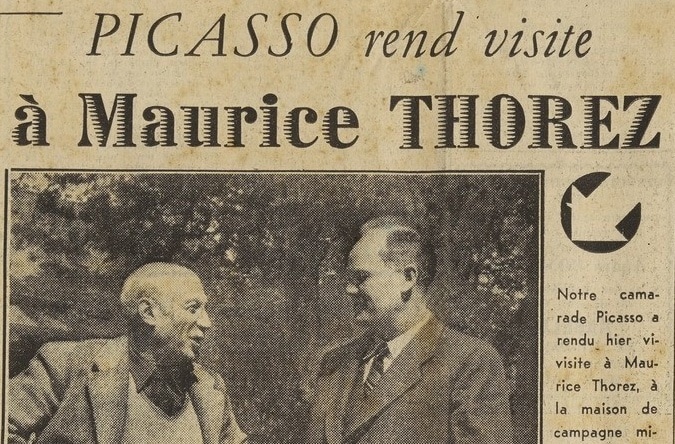 PICASSO rend visite
à Maurice THOREZ
Notre cama-
rade Picasso a
rendu hier vi-
visite à Mau-
rice Thorez, à
la maison de
campagne mi-